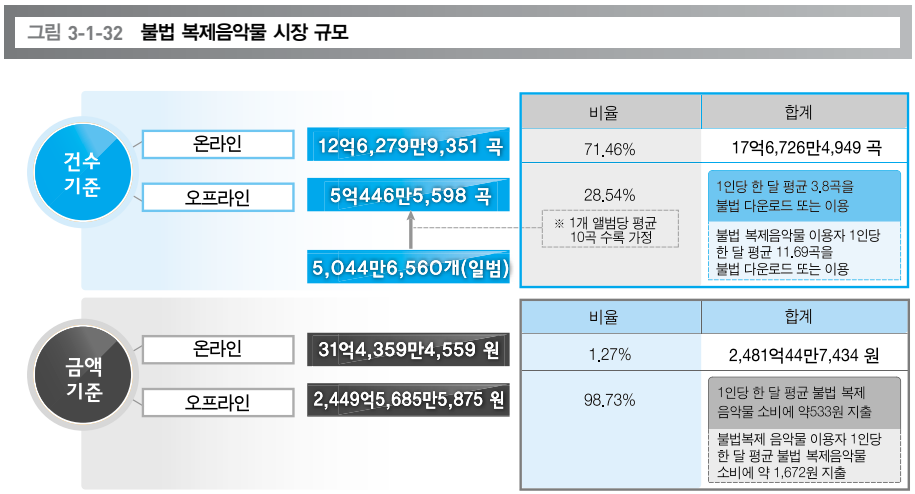 그림 3-1-32 불법 복제음악물 시장 규모
건수
기준
온라인
12억6,279만9,351 곡
오프라인
5억446만5,598 곡
5,044만6,560개(일범)
비율
합계
71.46%
17억6,726만4,949 곡
28.54%
※ 1개 앨범당 평균
10곡 수록 가정
1인당 한 달 평균 3.8곡을
불법 다운로드 또는 이용
불법 복제음악물 이용자 1인당
한 달 평균 11.69곡을
불법 다운로드 또는 이용
금액
기준
온라인
31억4,359만4,559 원
오프라인
2,449억5,685만5,875 원
비율
합계
1.27%
2,481억44만7,434 원
98.73%
1인당 한 달 평균 불법 복제
음악물 소비에 약533원 지출
불법복제 음악물 이용자 1인당
한 달 평균 불법 복제음악물
소비에 약 1,672원 지출